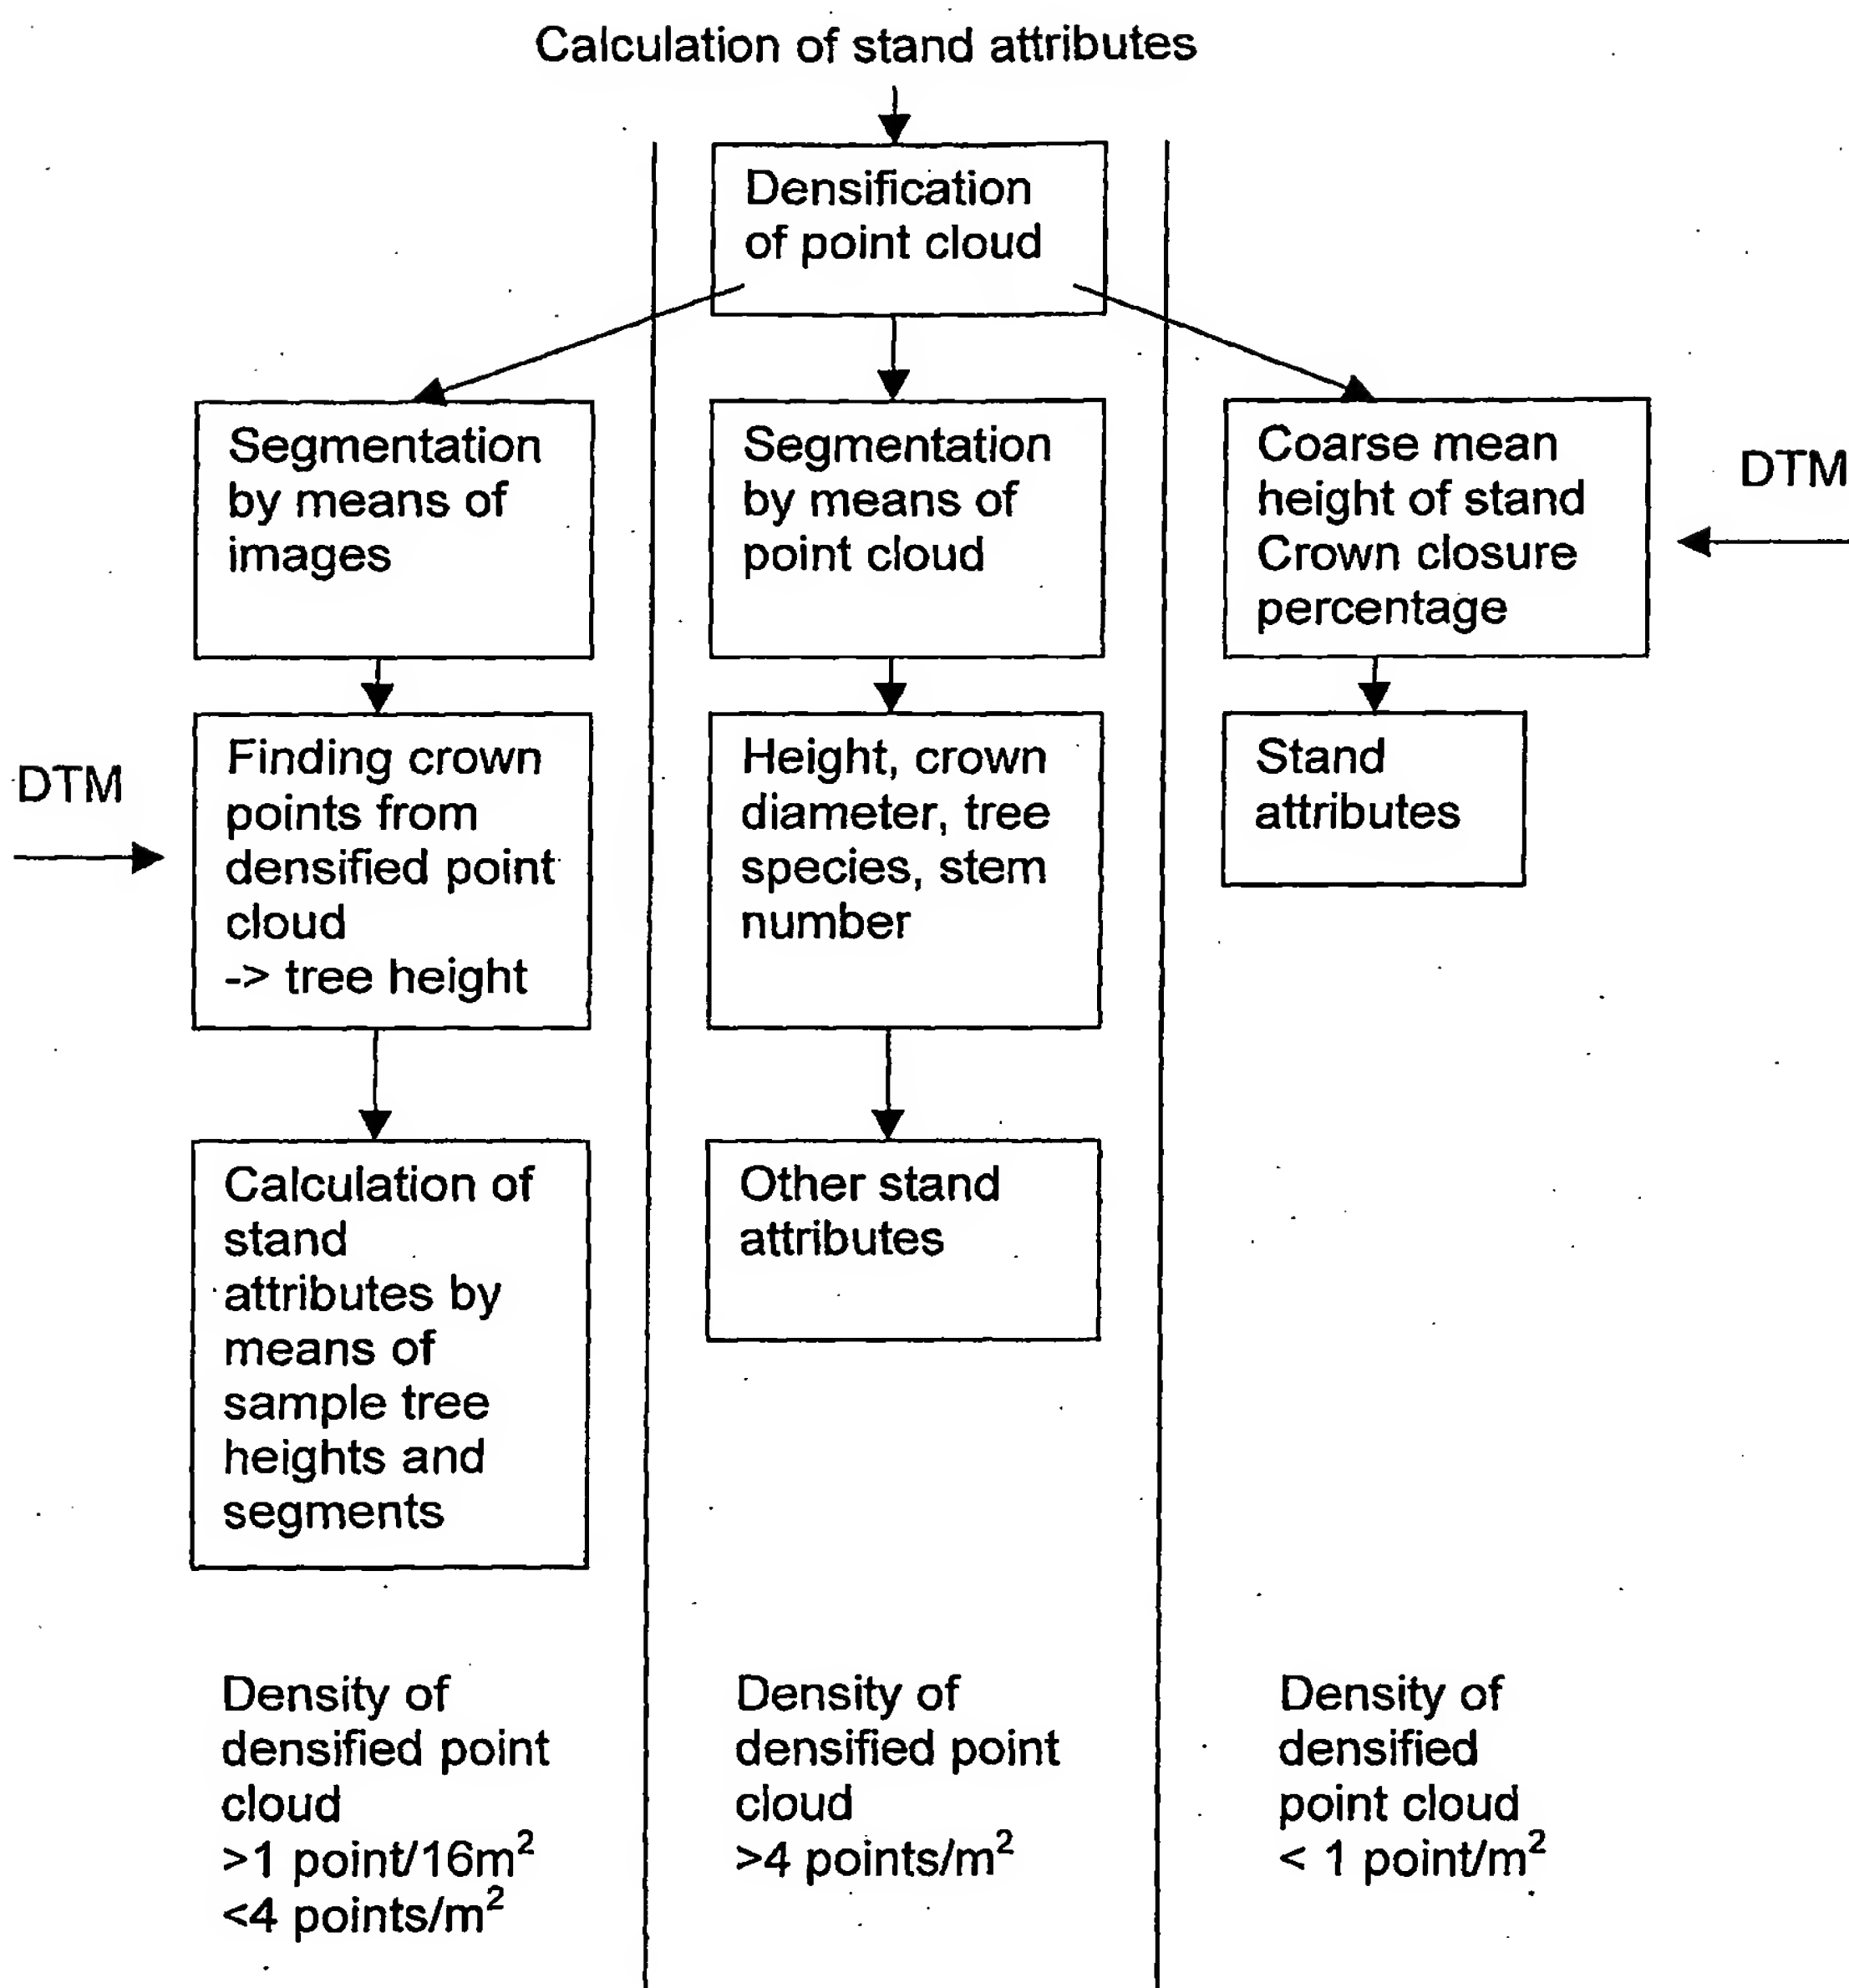 Calculation of stand attributes
Densification
of point cloud
Segmentation
by means of
images
Segmentation
by means of
point cloud
Coarse mean
height of stand
Crown closure
percentage
DTM
DTM
Finding crown
points from
densified point
cloud
-> tree height
Height, crown
diameter, tree
species, stem
number
Stand
attributes
Calculation of
stand
attributes by
means of
sample tree
heights and
segments
Other stand
attributes
Density of
densified point
cloud
>1 point/16m²
<4 points/m²
Density of
densified point
cloud
>4 points/m²
Density of
densified
point cloud
< 1 point/m²